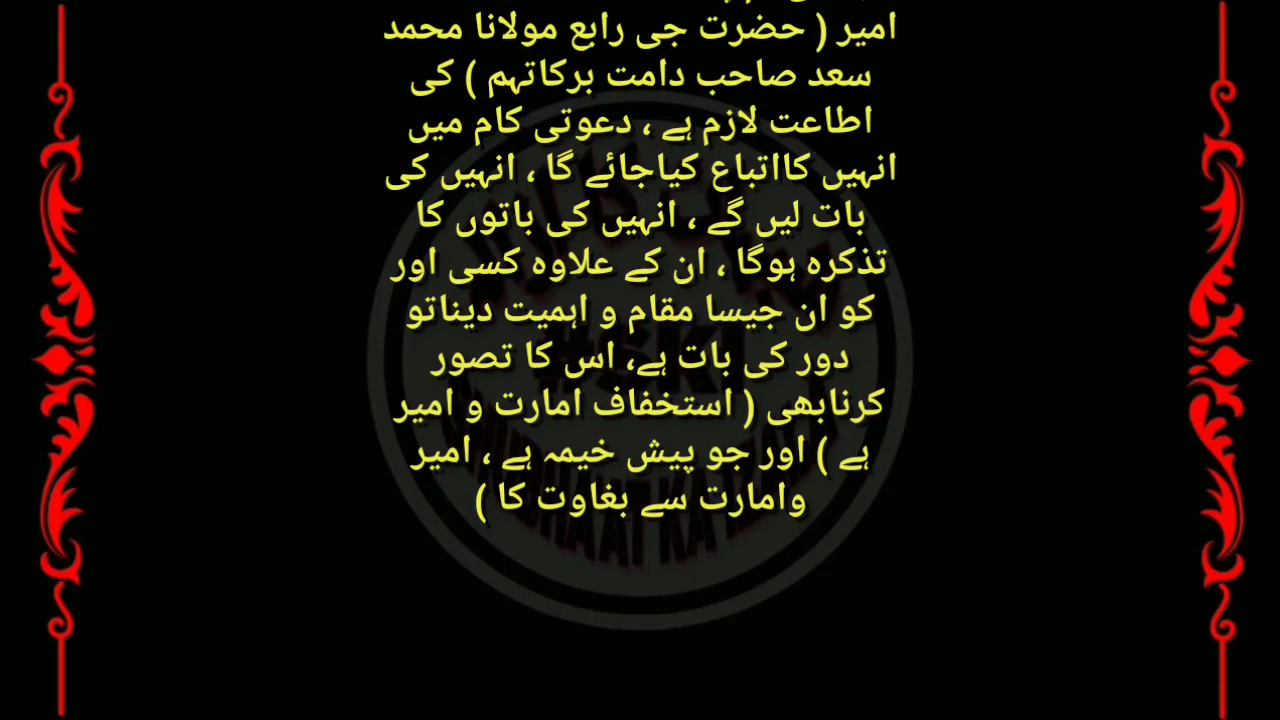 امیر ( حضرت جی رابع مولانا محمد
سعد صاحب دامت برکاتہم ) کی
اطاعت لازم ہے ، دعوتی کام میں
انہیں کااتباع کیاجائے گا ، انہیں کی
بات لیں گے ، انہیں کی باتوں کا
تذکرہ ہوگا ، ان کے علاوہ کسی اور
کو ان جیسا مقام و اہمیت دیناتو
دور کی بات ہے، اس کا تصور
کرنابھی ( استخفاف امارت و امیر
ہے ) اور جو پیش خیمہ ہے ، امیر
وامارت سے بغاوت کا )